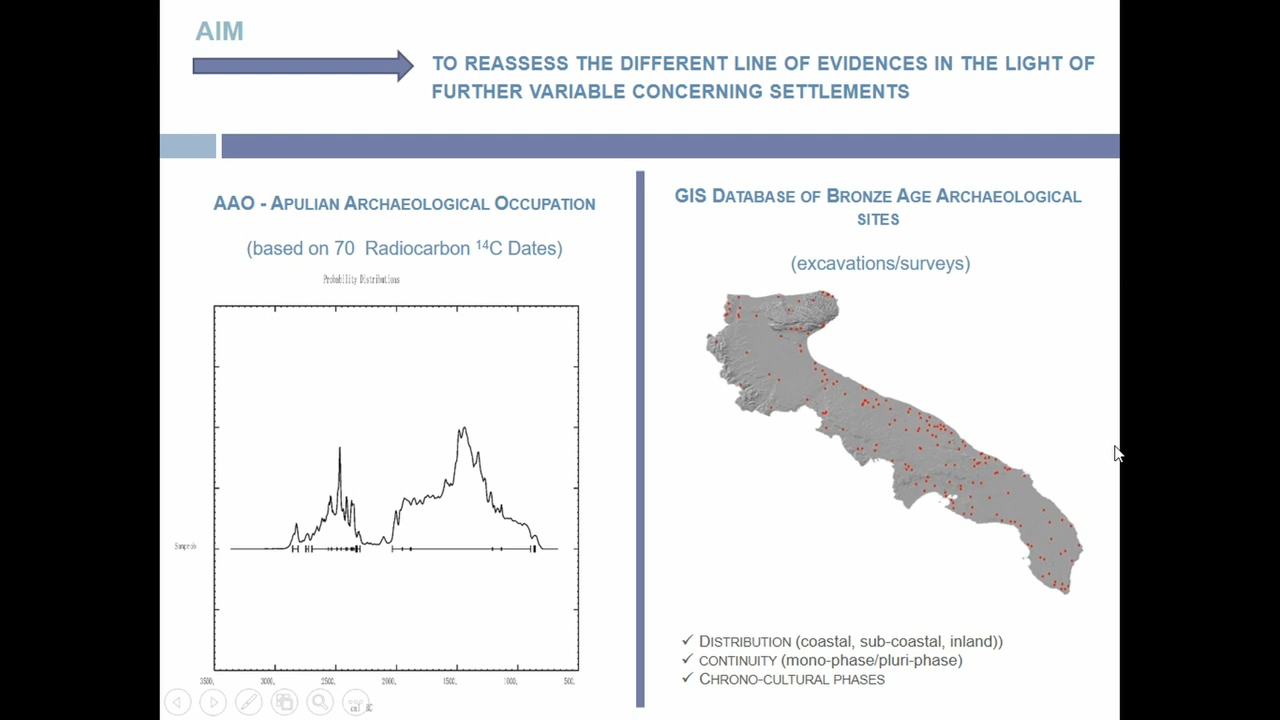 AIM
TO REASSESS THE DIFFERENT LINE OF EVIDENCES IN THE LIGHT OF
FURTHER VARIABLE CONCERNING SETTLEMENTS
AAO - APULIAN ARCHAEOLOGICAL OCCUPATION
(based on 70 Radiocarbon ¹⁴C Dates)
Probability Distributions
Sumprob
3500. 3000. 2500. 2000. 1500. 1000. 500.
cal BC
GIS DATABASE OF BRONZE AGE ARCHAEOLOGICAL
SITES
(excavations/surveys)
✓ DISTRIBUTION (coastal, sub-coastal, inland))
✓ CONTINUITY (mono-phase/pluri-phase)
✓ CHRONO-CULTURAL PHASES